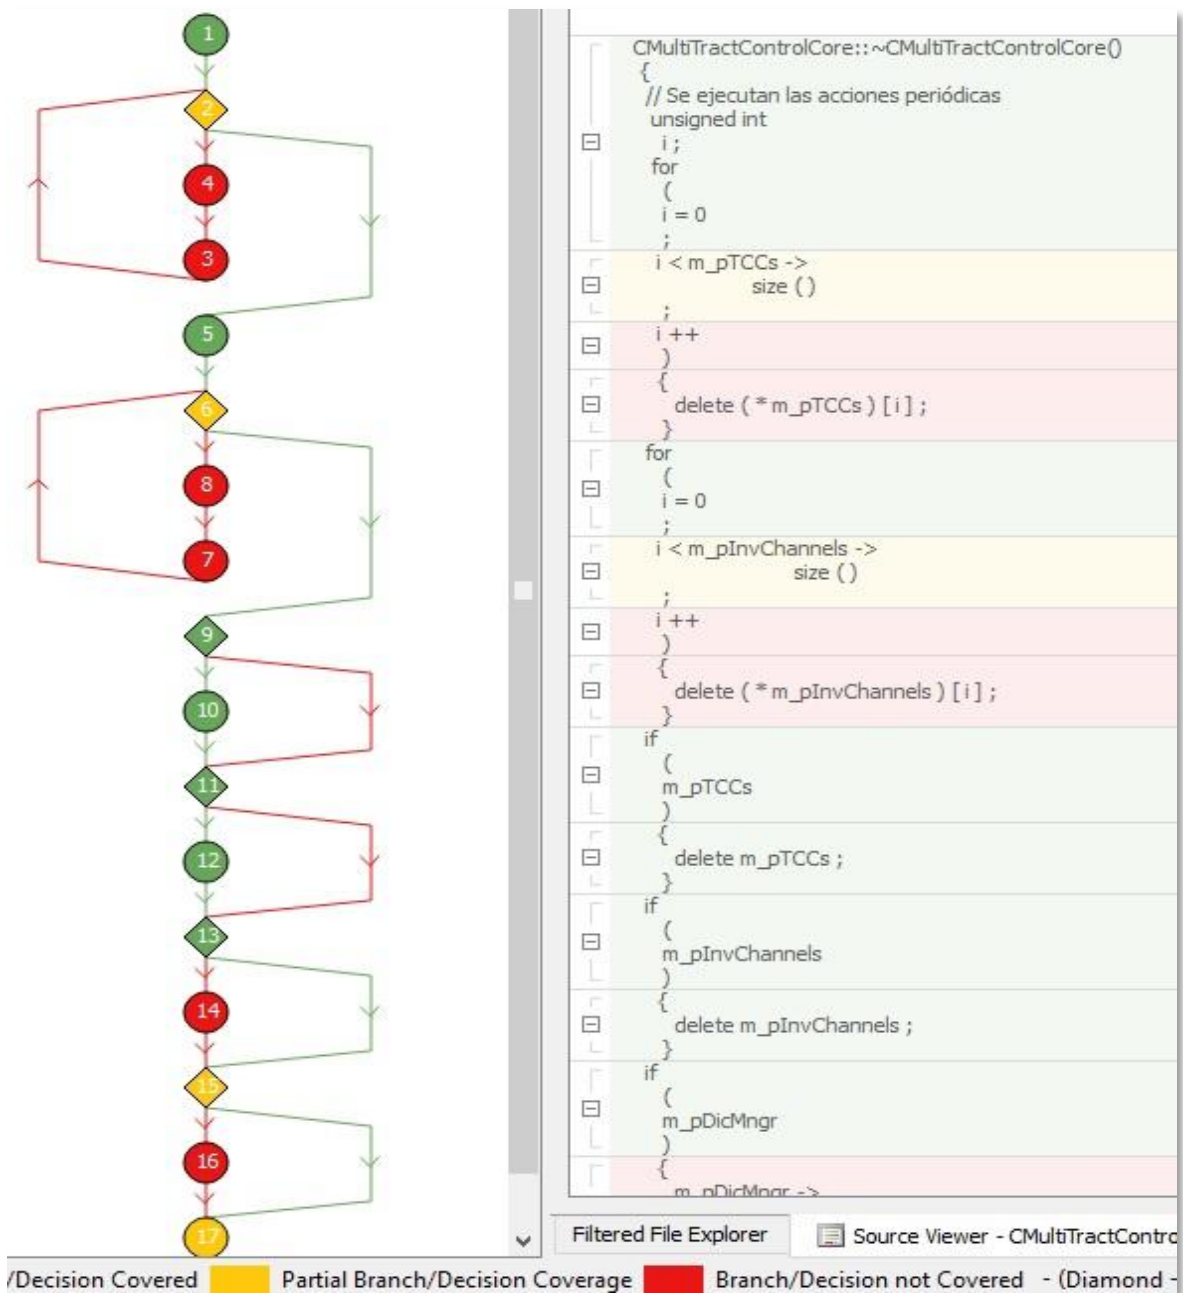 1
2
4
3
5
6
8
7
9
10
11
12
13
14
15
16
17
CMultiTractControlCore::~CMultiTractControlCore()
{
// Se ejecutan las acciones periódicas
unsigned int
i ;
for
(
i = 0
;
i < m_pTCCs ->
size ( )
;
i ++
)
{
delete ( * m_pTCCs ) [ i ] ;
}
for
(
i = 0
;
i < m_pInvChannels ->
size ( )
;
i ++
)
{
delete ( * m_pInvChannels ) [ i ] ;
}
if
(
m_pTCCs
)
{
delete m_pTCCs ;
}
if
(
m_pInvChannels
)
{
delete m_pInvChannels ;
}
if
(
m_pDicMngr
)
{
m_pDicMngr ->
Filtered File Explorer
Source Viewer - CMultiTractContro
/Decision Covered
Partial Branch/Decision Coverage
Branch/Decision not Covered - (Diamond -